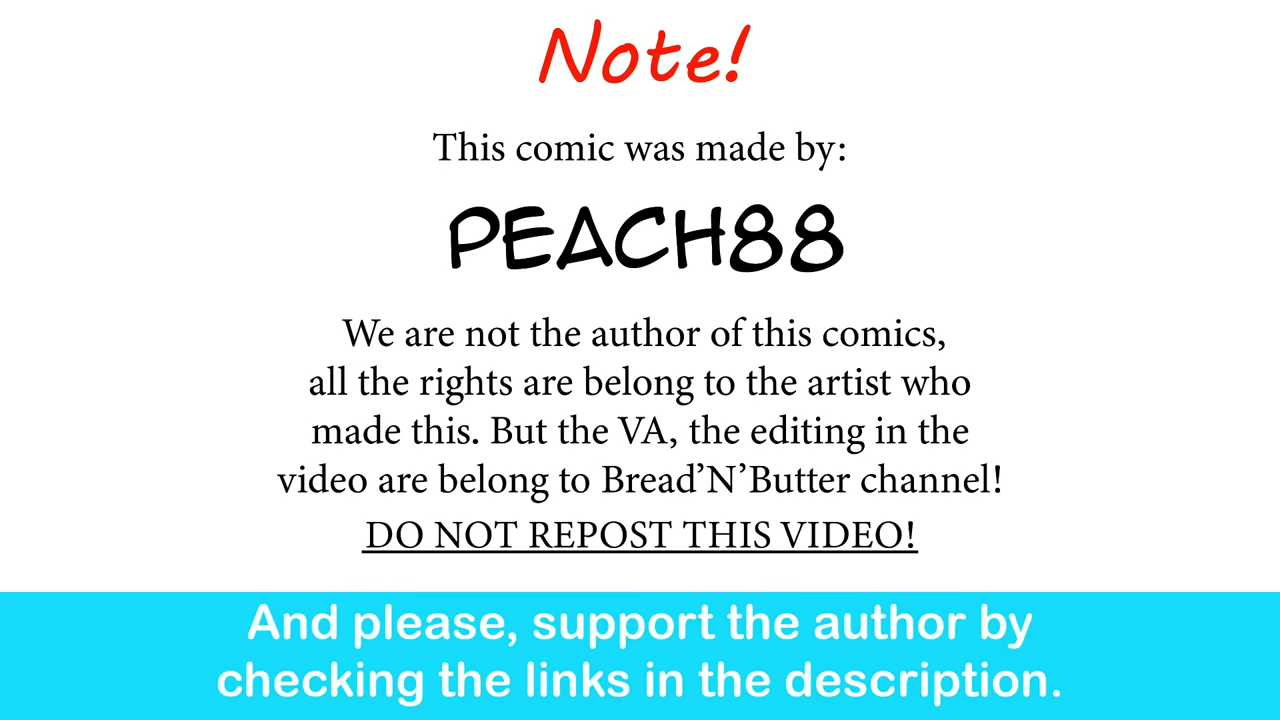 Note!
This comic was made by:
PEACH88
We are not the author of this comics,
all the rights are belong to the artist who
made this. But the VA, the editing in the
video are belong to Bread’N’Butter channel!
DO NOT REPOST THIS VIDEO!
And please, support the author by
checking the links in the description.